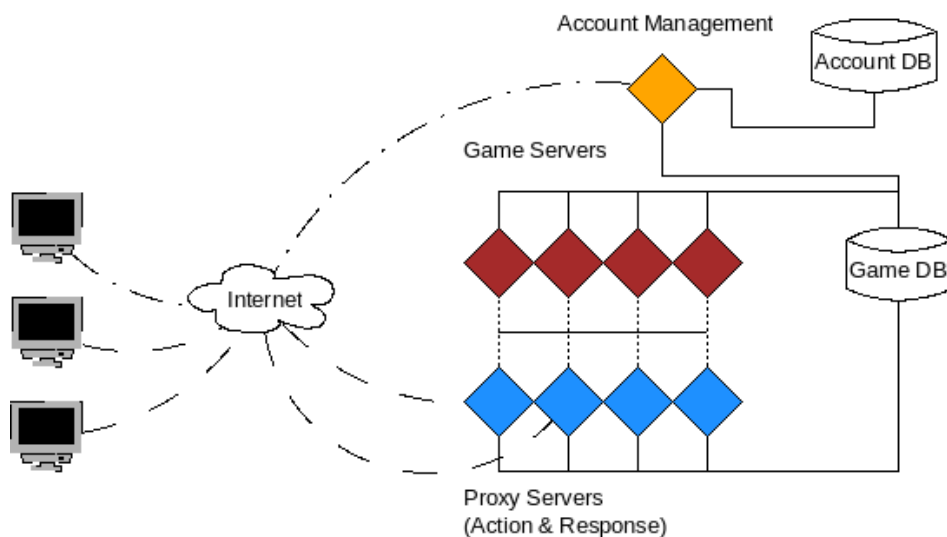 Account Management
Account DB
Game Servers
Internet
Game DB
Proxy Servers
(Action & Response)